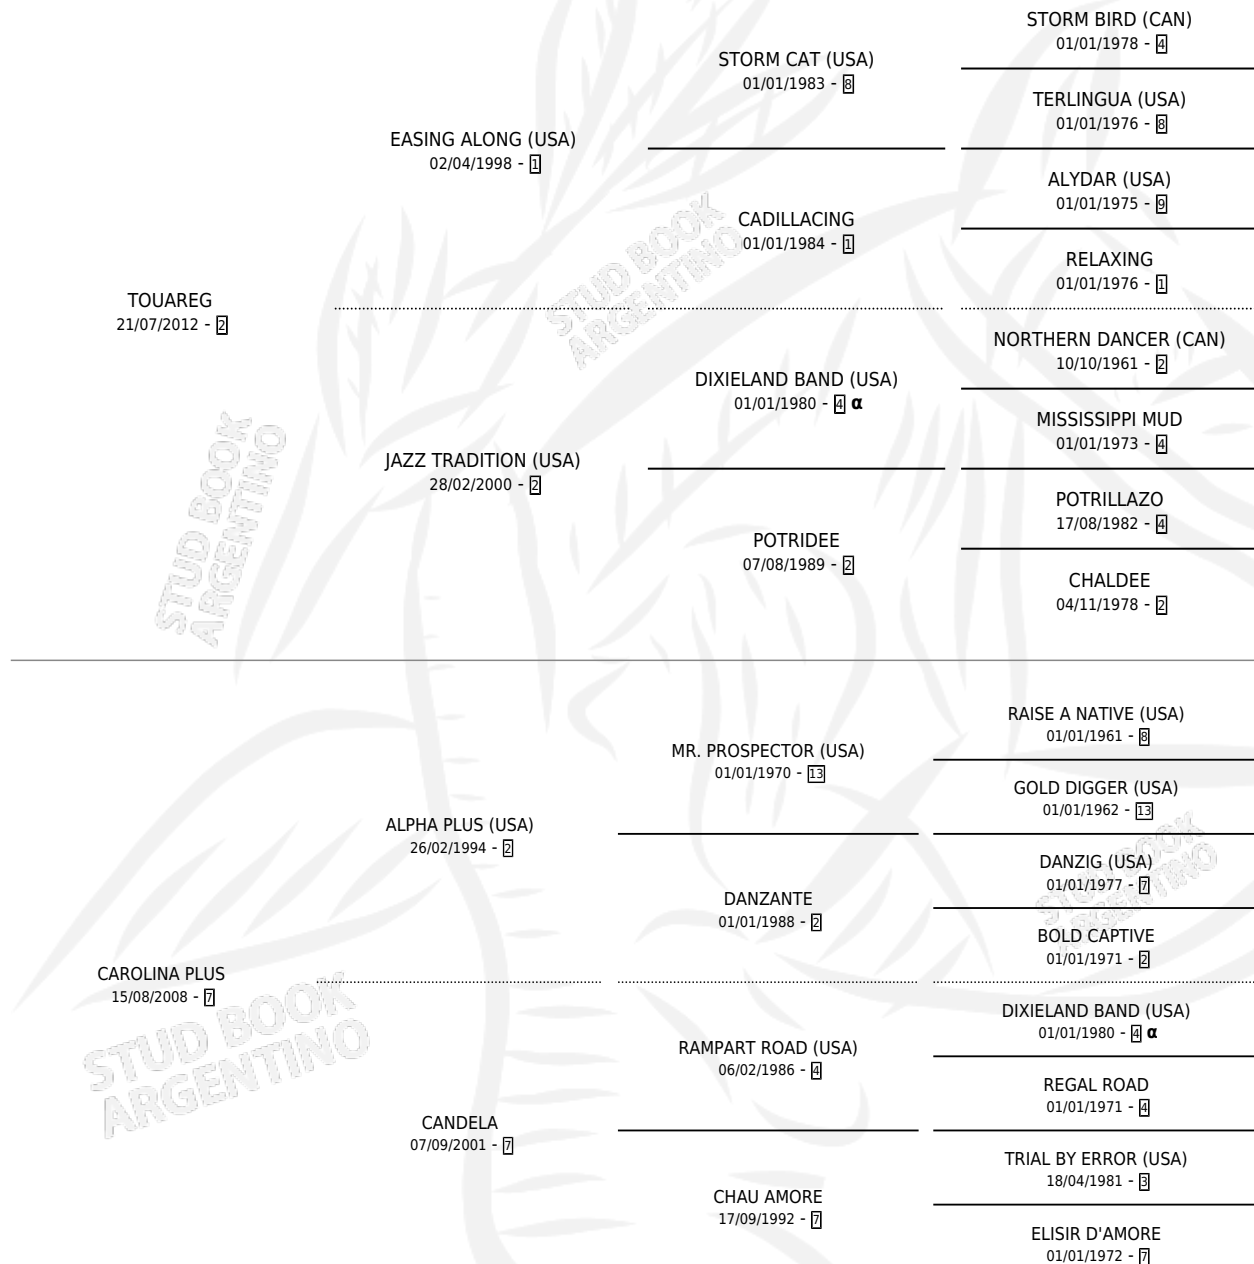 STORM BIRD (CAN)
01/01/1978 - 4
STORM CAT (USA)
01/01/1983 - 8
TERLINGUA (USA)
01/01/1976 - 8
EASING ALONG (USA)
02/04/1998 - 1
ALYDAR (USA)
01/01/1975 - 9
CADILLACING
01/01/1984 - 1
RELAXING
01/01/1976 - 1
STUD BOOK
ARGENTINO
TOUAREG
21/07/2012 - 2
NORTHERN DANCER (CAN)
10/10/1961 - 2
DIXIELAND BAND (USA)
01/01/1980 - 4 α
MISSISSIPPI MUD
01/01/1973 - 4
JAZZ TRADITION (USA)
28/02/2000 - 2
POTRILLAZO
17/08/1982 - 4
POTRIDEE
07/08/1989 - 2
CHALDEE
04/11/1978 - 2
STUD BOOK
ARGENTINO
RAISE A NATIVE (USA)
01/01/1961 - 8
MR. PROSPECTOR (USA)
01/01/1970 - 13
GOLD DIGGER (USA)
01/01/1962 - 13
ALPHA PLUS (USA)
26/02/1994 - 2
DANZIG (USA)
01/01/1977 - 7
DANZANTE
01/01/1988 - 2
BOLD CAPTIVE
01/01/1971 - 2
STUD BOOK
ARGENTINO
CAROLINA PLUS
15/08/2008 - 7
DIXIELAND BAND (USA)
01/01/1980 - 4 α
RAMPART ROAD (USA)
06/02/1986 - 4
REGAL ROAD
01/01/1971 - 4
STUD BOOK
ARGENTINO
CANDELA
07/09/2001 - 7
TRIAL BY ERROR (USA)
18/04/1981 - 3
CHAU AMORE
17/09/1992 - 7
ELISIR D'AMORE
01/01/1972 - 7